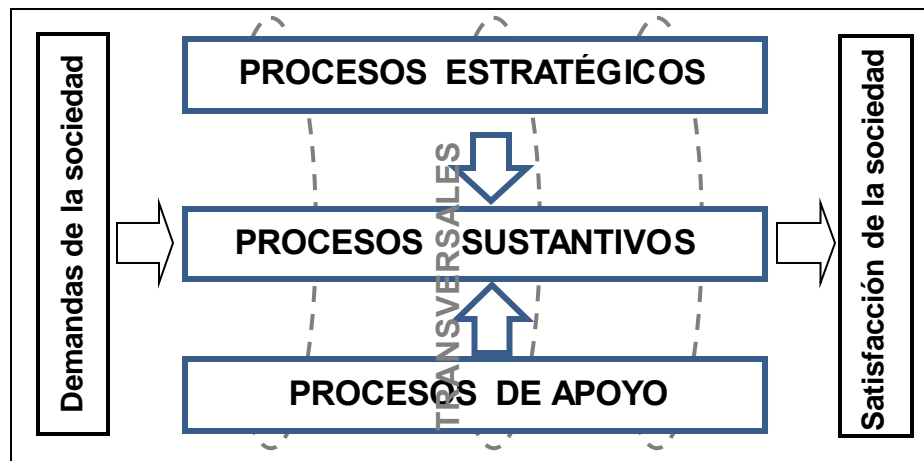 Demandas de la sociedad
PROCESOS ESTRATÉGICOS
TRANSVERSALES
PROCESOS SUSTANTIVOS
PROCESOS DE APOYO
Satisfacción de la sociedad